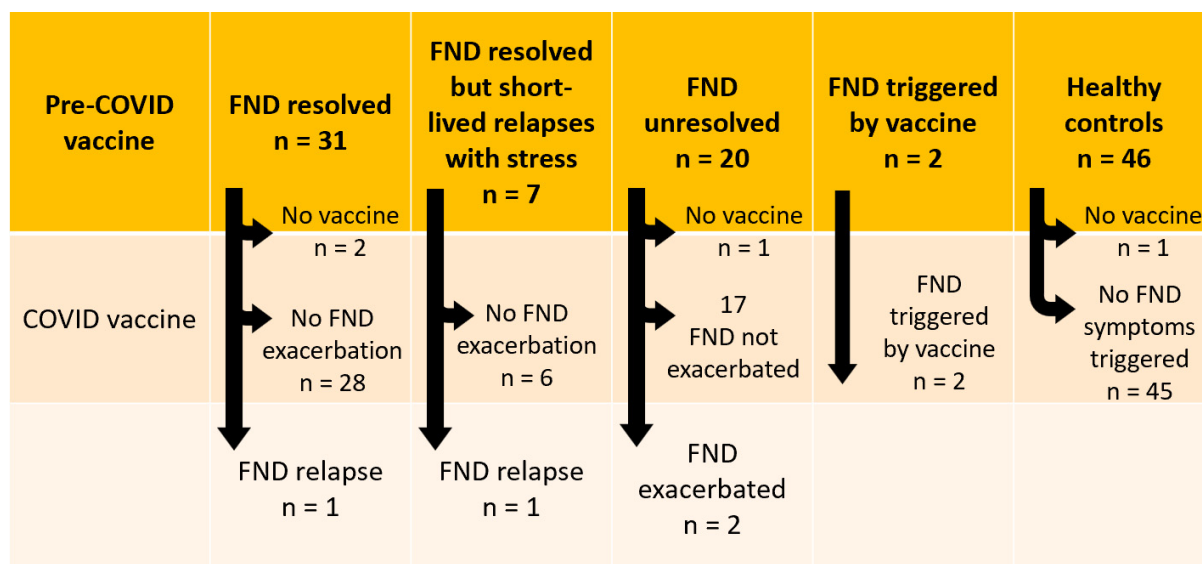 Pre-COVID
vaccine
FND resolved
n = 31
FND resolved
but short-
lived relapses
with stress
n = 7
FND
unresolved
n = 20
FND triggered
by vaccine
n = 2
Healthy
controls
n = 46
No vaccine
n = 2
No vaccine
n = 1
No vaccine
n = 1
COVID vaccine
No FND
exacerbation
n = 28
No FND
exacerbation
n = 6
17
FND not
exacerbated
FND
triggered
by vaccine
n = 2
No FND
symptoms
triggered
n = 45
FND relapse
n = 1
FND relapse
n = 1
FND
exacerbated
n = 2